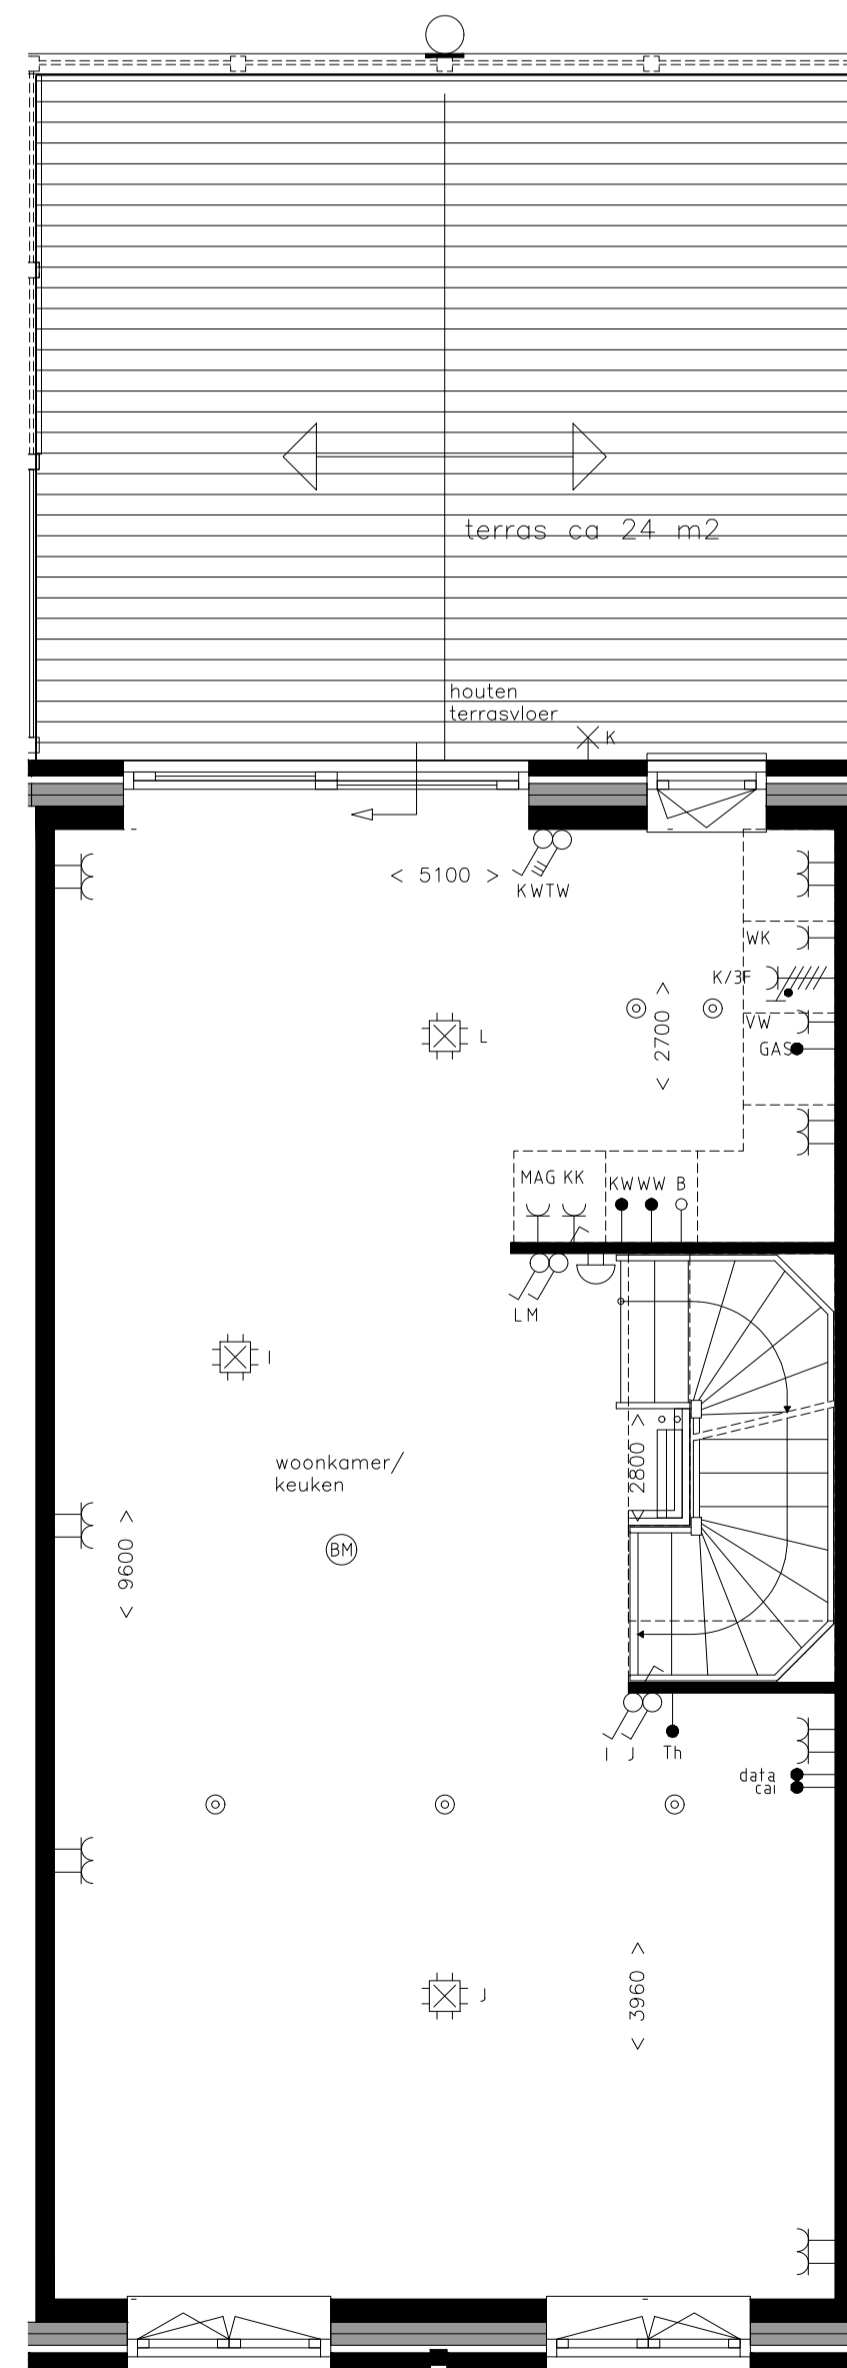 terras ca 24 m2
houten
terrasvloer
K
< 5100 >
KWTW
WK
K/3F
< 2700 >
VW
L
GAS
MAG KK
KW WW B
L M
I
< 2800 >
woonkamer/
keuken
BM
< 9600 >
I J Th
data
cai
< 3960 >
J